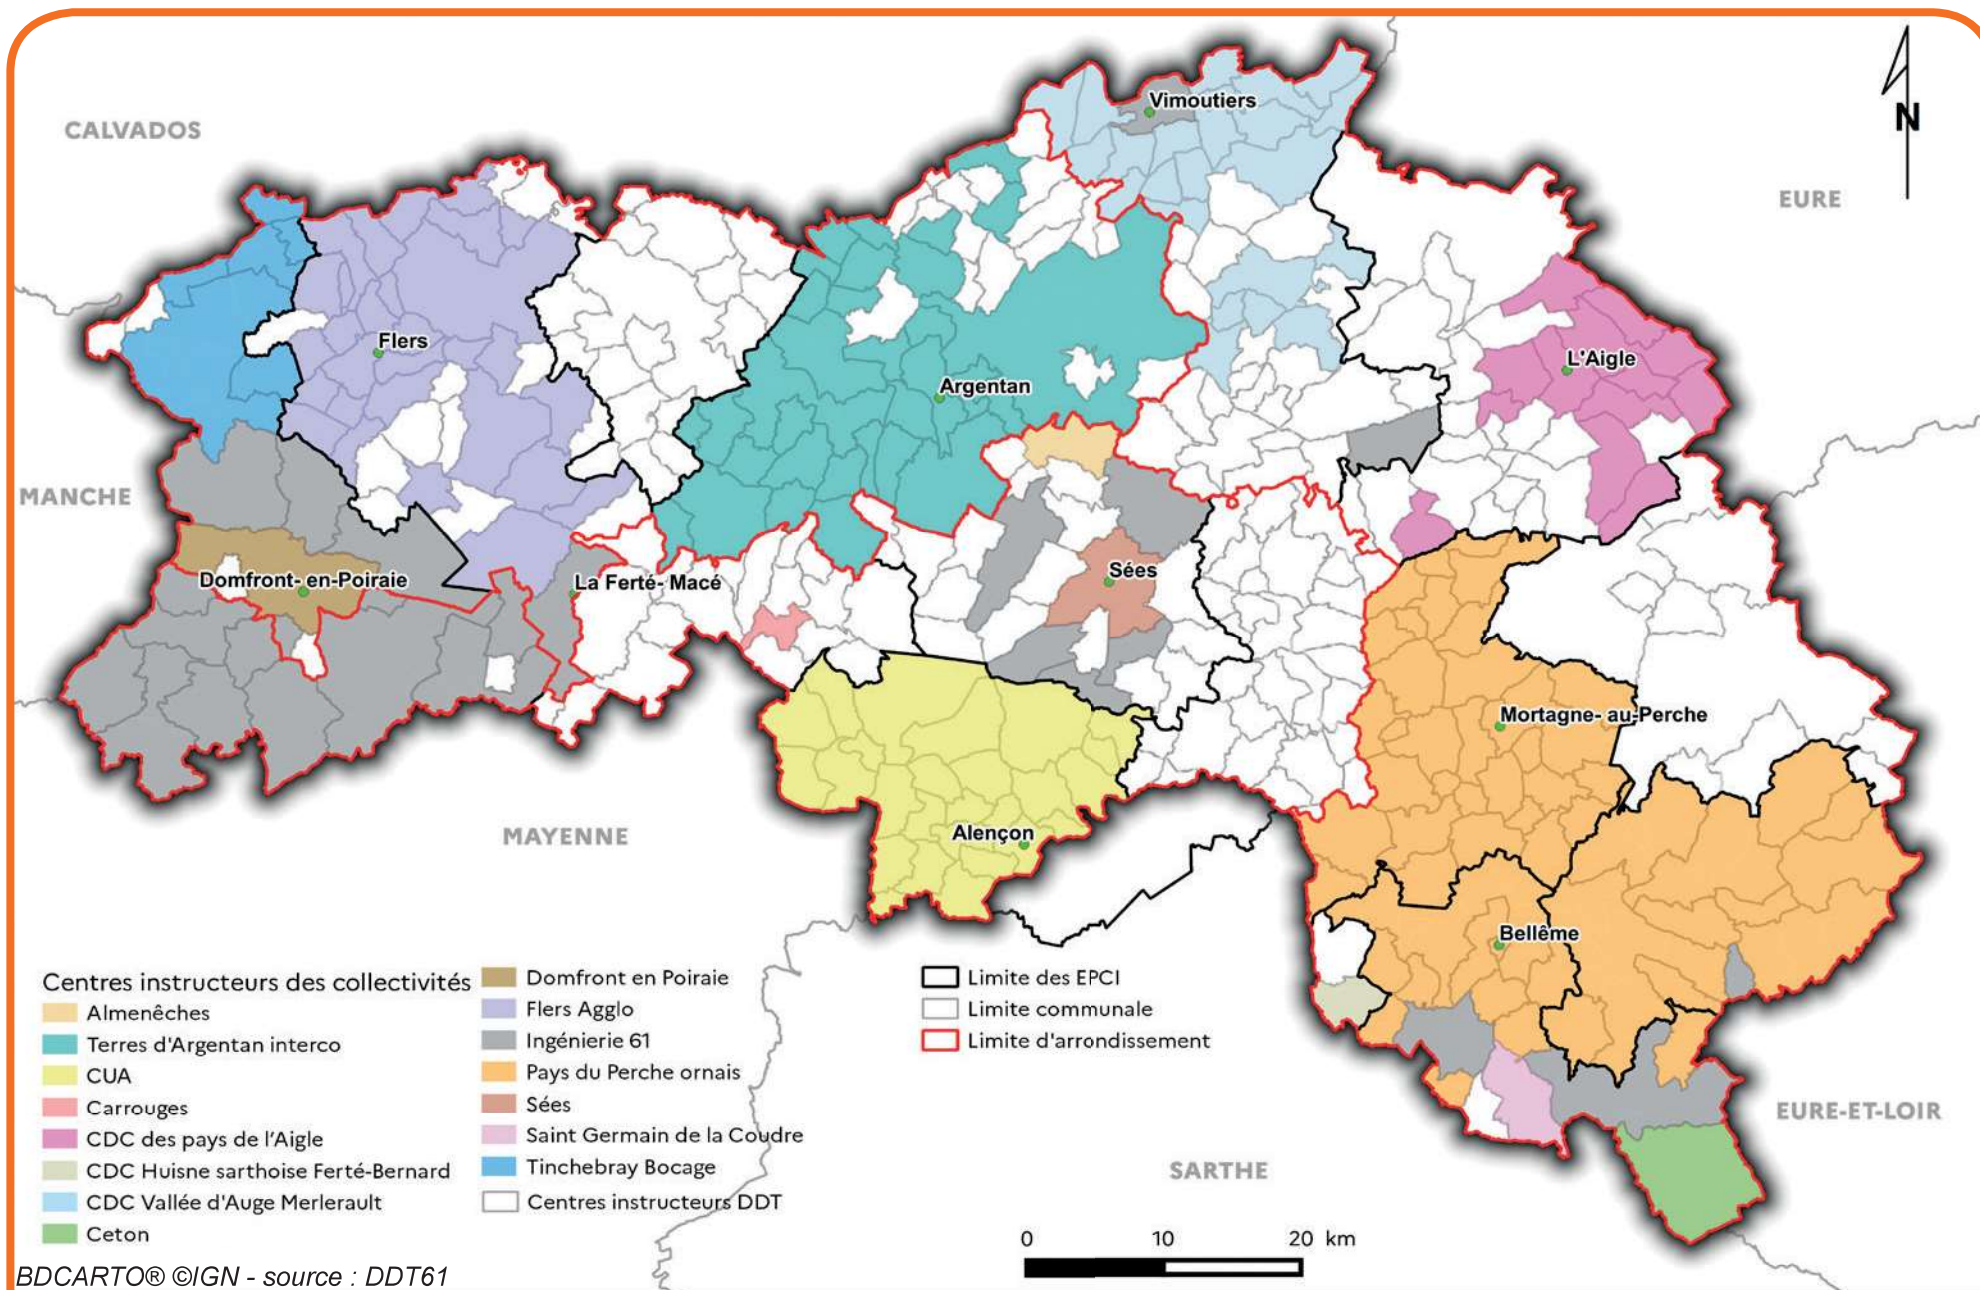 CALVADOS
Vimoutiers
N
EURE
Flers
L'Aigle
Argentan
MANCHE
Domfront- en-Poiraie
La Ferté- Macé
Sées
Mortagne- au-Perche
MAYENNE
Alençon
Bellême
Centres instructeurs des collectivités
Almenêches
Terres d'Argentan interco
CUA
Carrouges
CDC des pays de l'Aigle
CDC Huisne sarthoise Ferté-Bernard
CDC Vallée d'Auge Merlerault
Ceton
Domfront en Poiraie
Flers Agglo
Ingénierie 61
Pays du Perche ornais
Sées
Saint Germain de la Coudre
Tinchebray Bocage
Centres instructeurs DDT
Limite des EPCI
Limite communale
Limite d'arrondissement
EURE-ET-LOIR
SARTHE
0 10 20 km
BDCARTO® ©IGN - source : DDT61